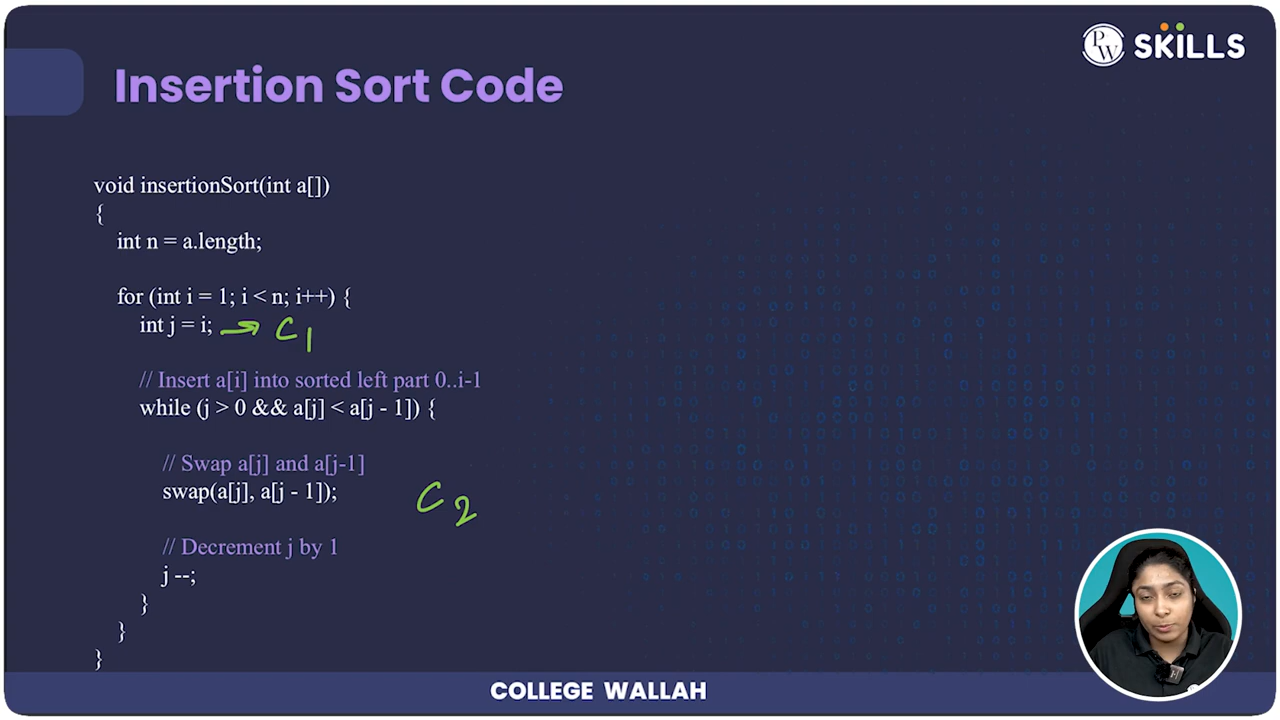 PW SKILLS
Insertion Sort Code
void insertionSort(int a[])
{
int n = a.length;
for (int i = 1; i < n; i++) {
int j = i; → C1
// Insert a[i] into sorted left part 0..i-1
while (j > 0 && a[j] < a[j - 1]) {
// Swap a[j] and a[j-1]
swap(a[j], a[j - 1]);
C2
// Decrement j by 1
j --;
}
}
}
COLLEGE WALLAH